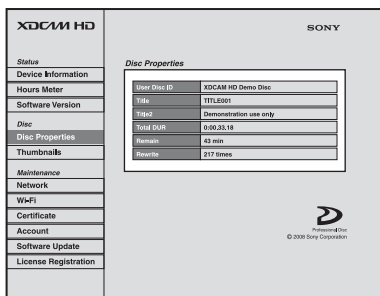 XDCAM HD
SONY
Status
Device Information
Hours Meter
Software Version
Disc
Disc Properties
Thumbnails
Maintenance
Network
Wi-Fi
Certificate
Account
Software Update
License Registration
Disc Properties
User Disc ID XDCAM HD Demo Disc
Title TITLE001
Title2 Demonstration use only
Total DUR 0:00,33,18
Remain 43 min
Rewrite 217 times
Professional Disc
© 2006 Sony Corporation